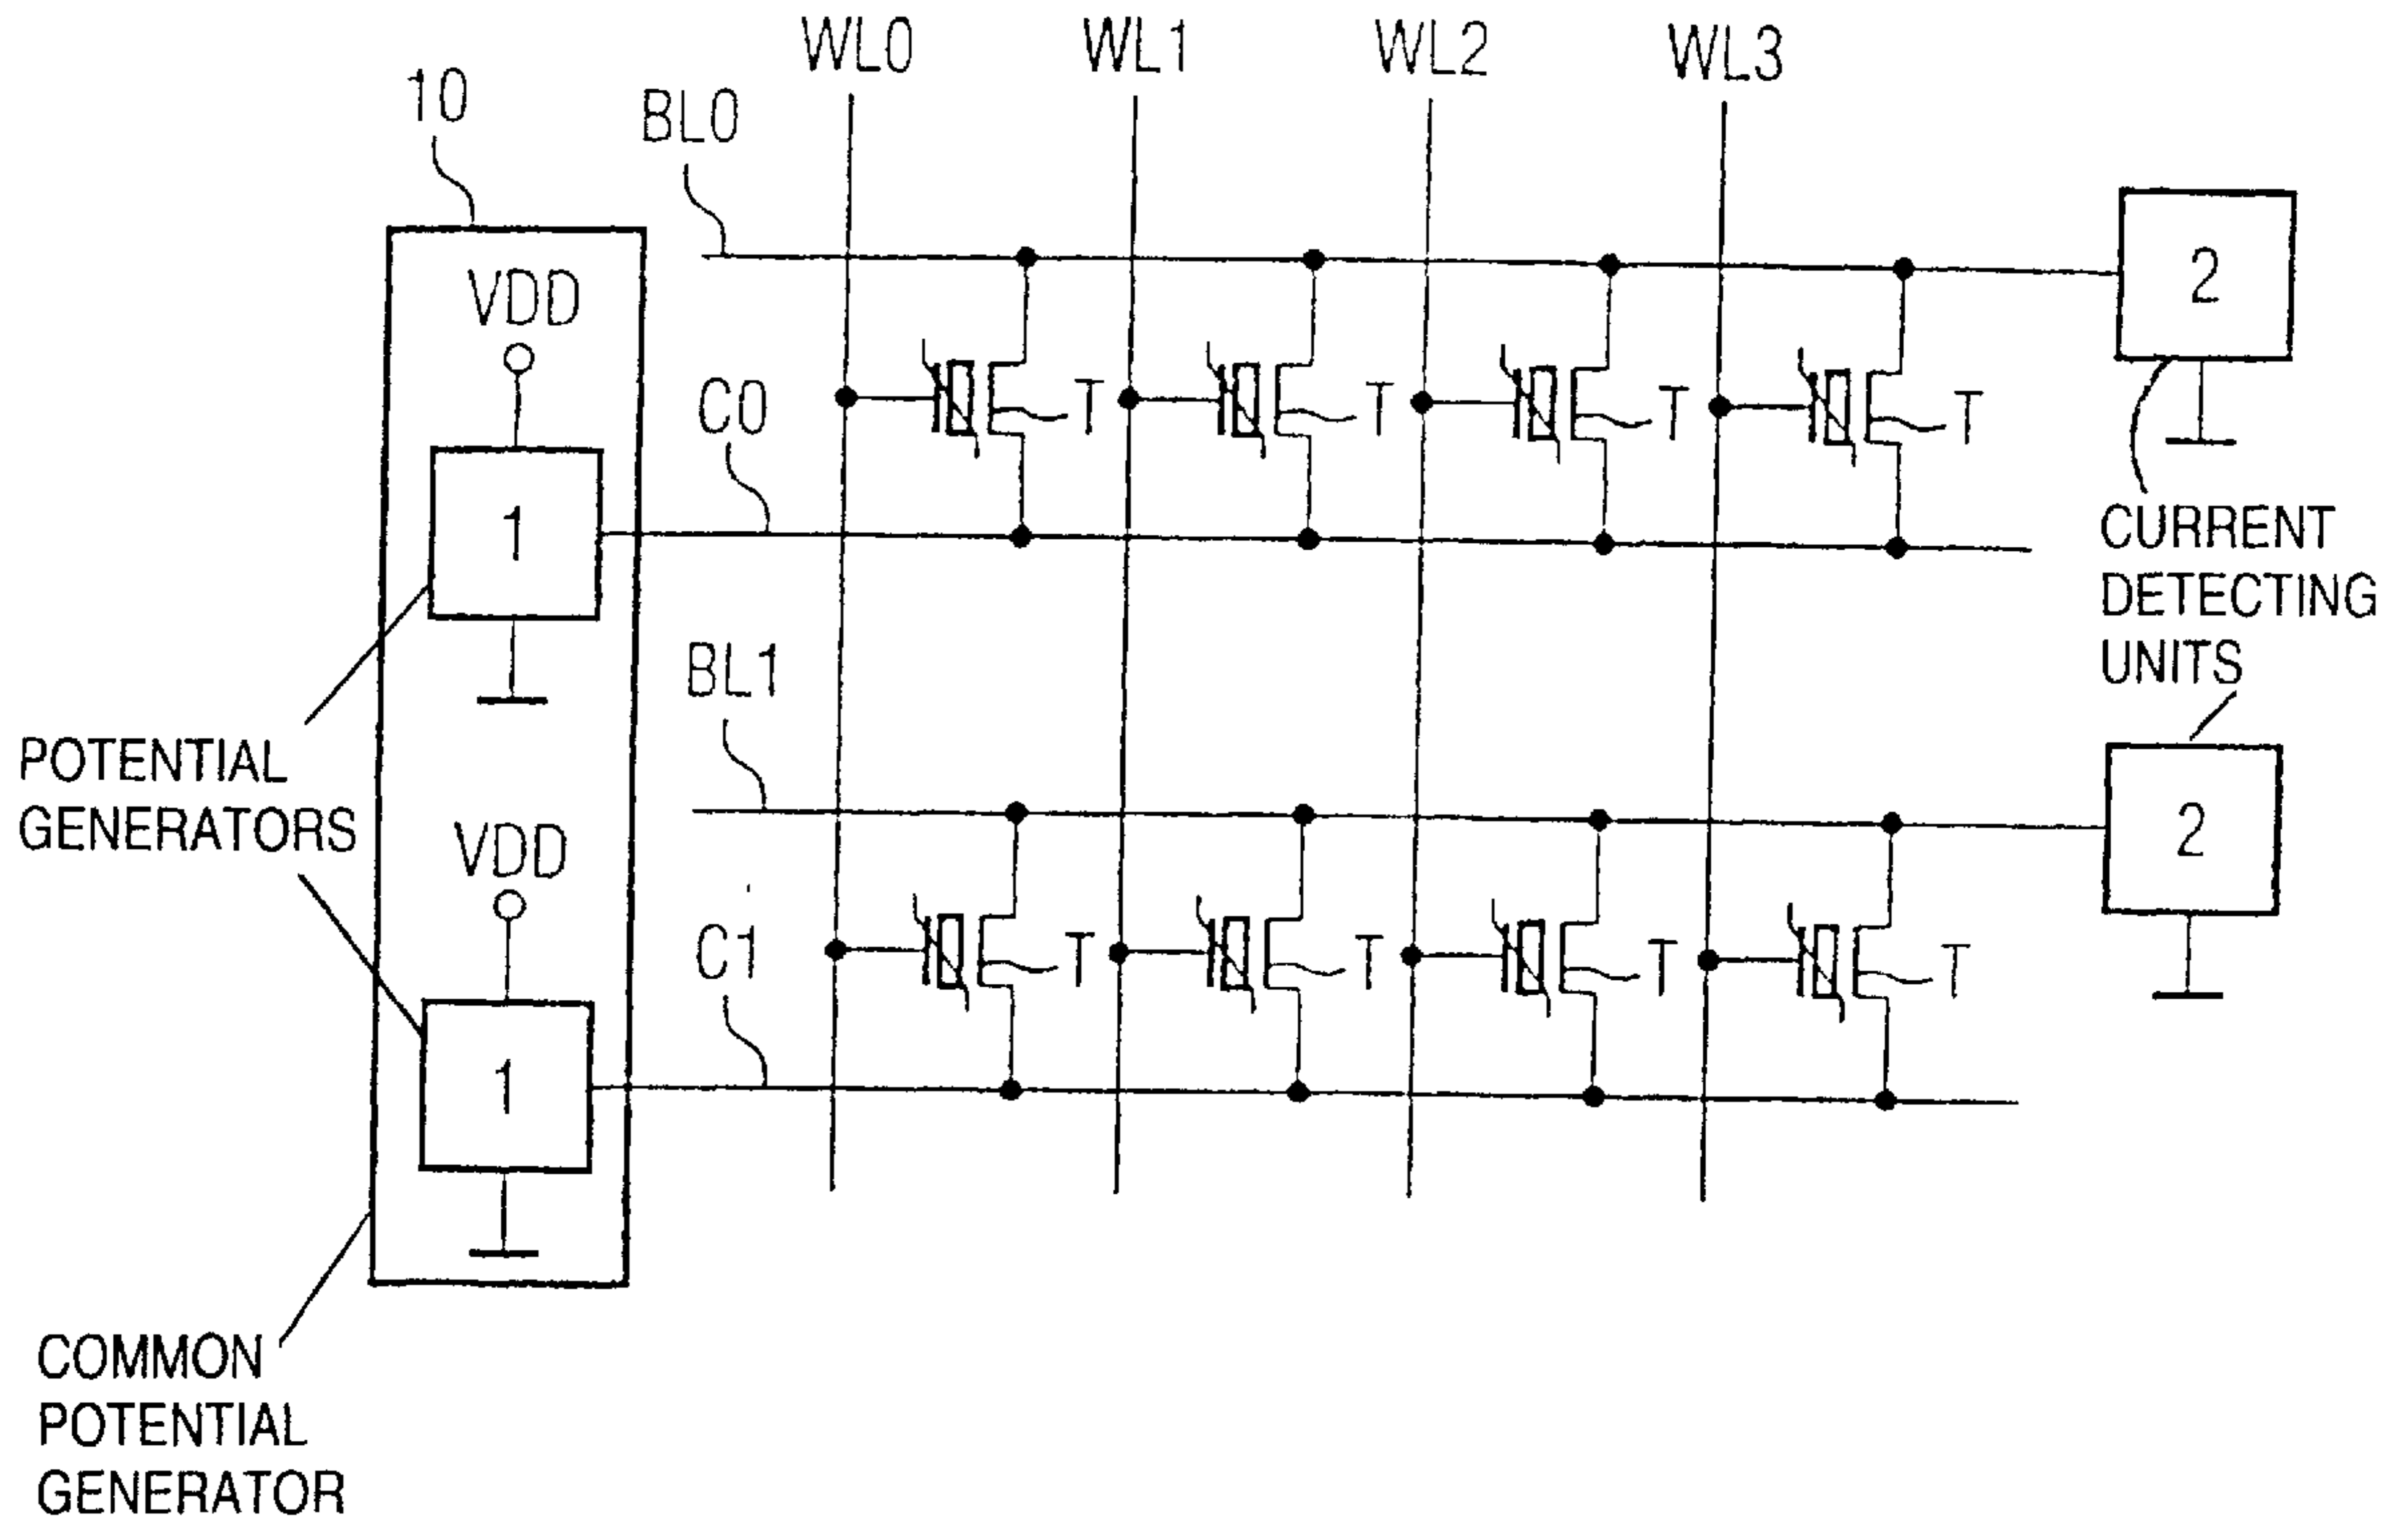 WL0 WL1 WL2 WL3
10
BL0
VDD
2
C0
T T T T
1
CURRENT
DETECTING
UNITS
BL1
POTENTIAL
GENERATORS
VDD
2
C1
T T T T
1
COMMON
POTENTIAL
GENERATOR